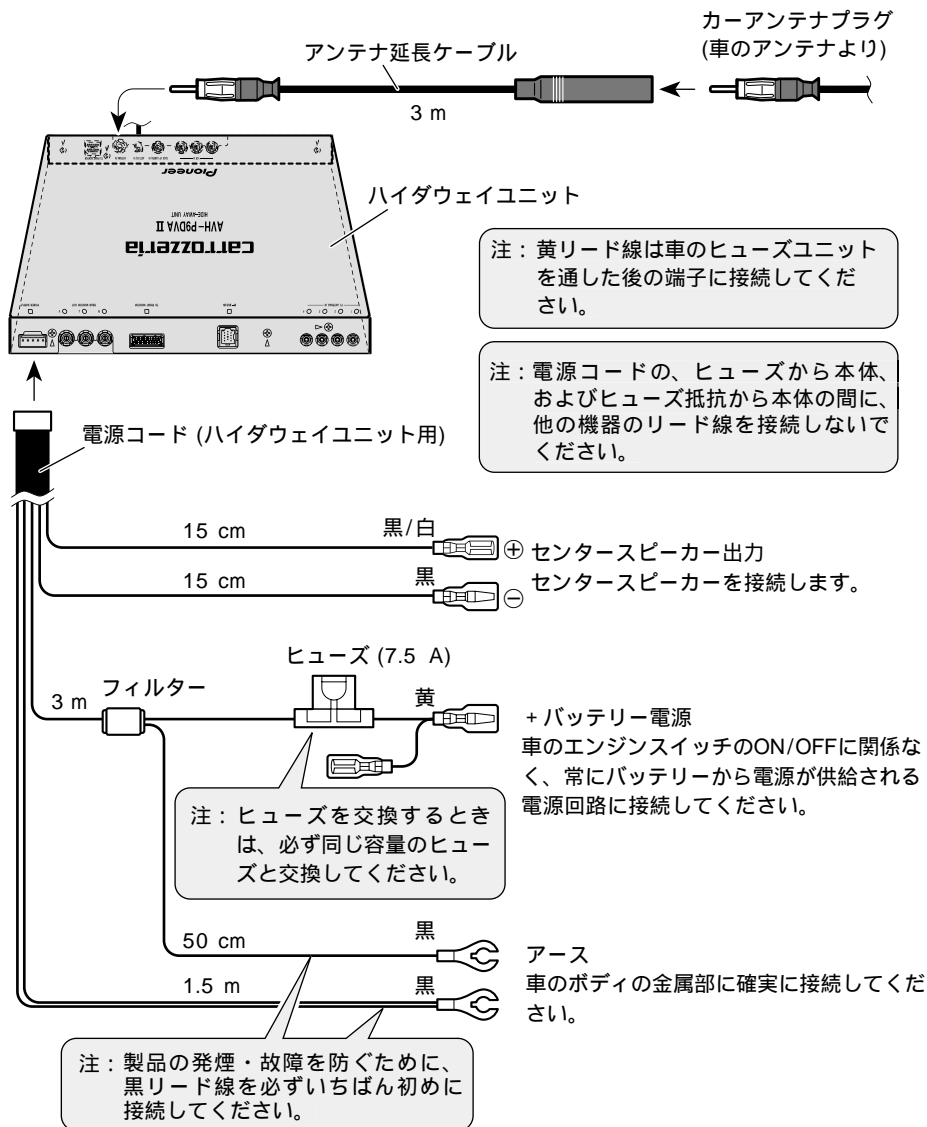 カーアンテナプラグ
(車のアンテナより)
アンテナ延長ケーブル
3 m
Pioneer
ハイダウェイユニット
AVH-P9DVA II
HIDE-AWAY UNIT
carrozzeria
注：黄リード線は車のヒューズユニット
を通した後の端子に接続してくだ
さい。
注：電源コードの、ヒューズから本体、
およびヒューズ抵抗から本体の間に、
他の機器のリード線を接続しないで
ください。
電源コード (ハイダウェイユニット用)
15 cm
黒/白
⊕ センタースピーカー出力
15 cm
黒
⊖ センタースピーカーを接続します。
ヒューズ (7.5 A)
3 m
フィルター
黄
+ バッテリー電源
車のエンジンスイッチのON/OFFに関係な
く、常にバッテリーから電源が供給される
電源回路に接続してください。
注：ヒューズを交換するとき
は、必ず同じ容量のヒュー
ズと交換してください。
50 cm
黒
アース
1.5 m
黒
車のボディの金属部に確実に接続してくだ
さい。
注：製品の発煙・故障を防ぐために、
黒リード線を必ずいちばん初めに
接続してください。